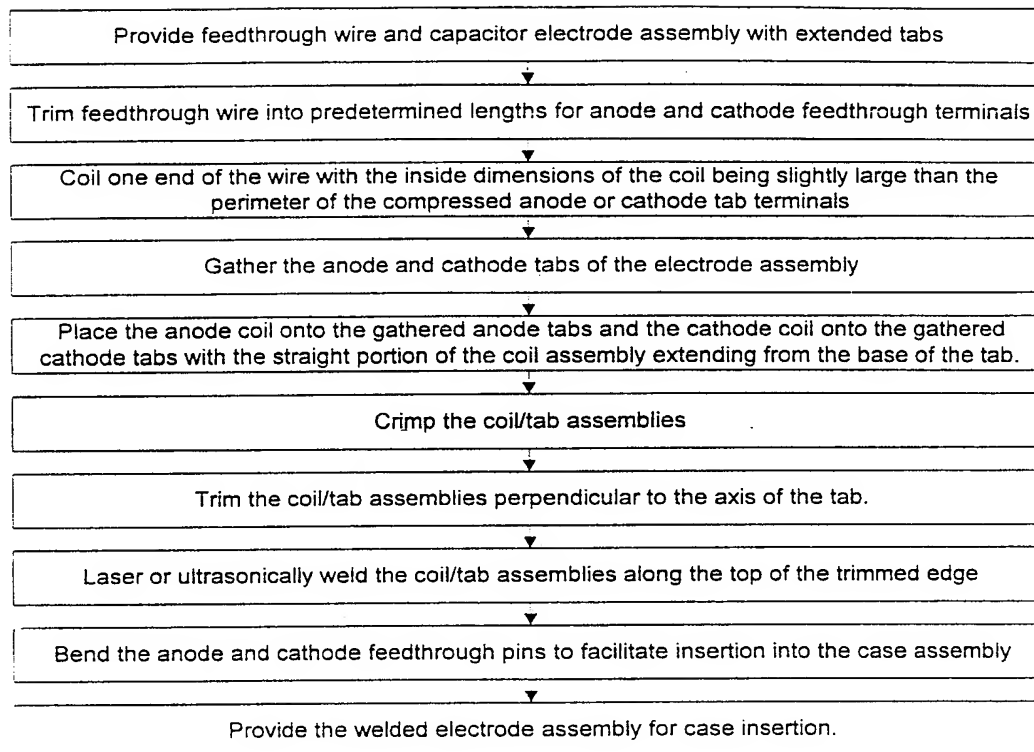 Provide feedthrough wire and capacitor electrode assembly with extended tabs
Trim feedthrough wire into predetermined lengths for anode and cathode feedthrough terminals
Coil one end of the wire with the inside dimensions of the coil being slightly large than the
perimeter of the compressed anode or cathode tab terminals
Gather the anode and cathode tabs of the electrode assembly
Place the anode coil onto the gathered anode tabs and the cathode coil onto the gathered
cathode tabs with the straight portion of the coil assembly extending from the base of the tab.
Crimp the coil/tab assemblies
Trim the coil/tab assemblies perpendicular to the axis of the tab.
Laser or ultrasonically weld the coil/tab assemblies along the top of the trimmed edge
Bend the anode and cathode feedthrough pins to facilitate insertion into the case assembly
Provide the welded electrode assembly for case insertion.